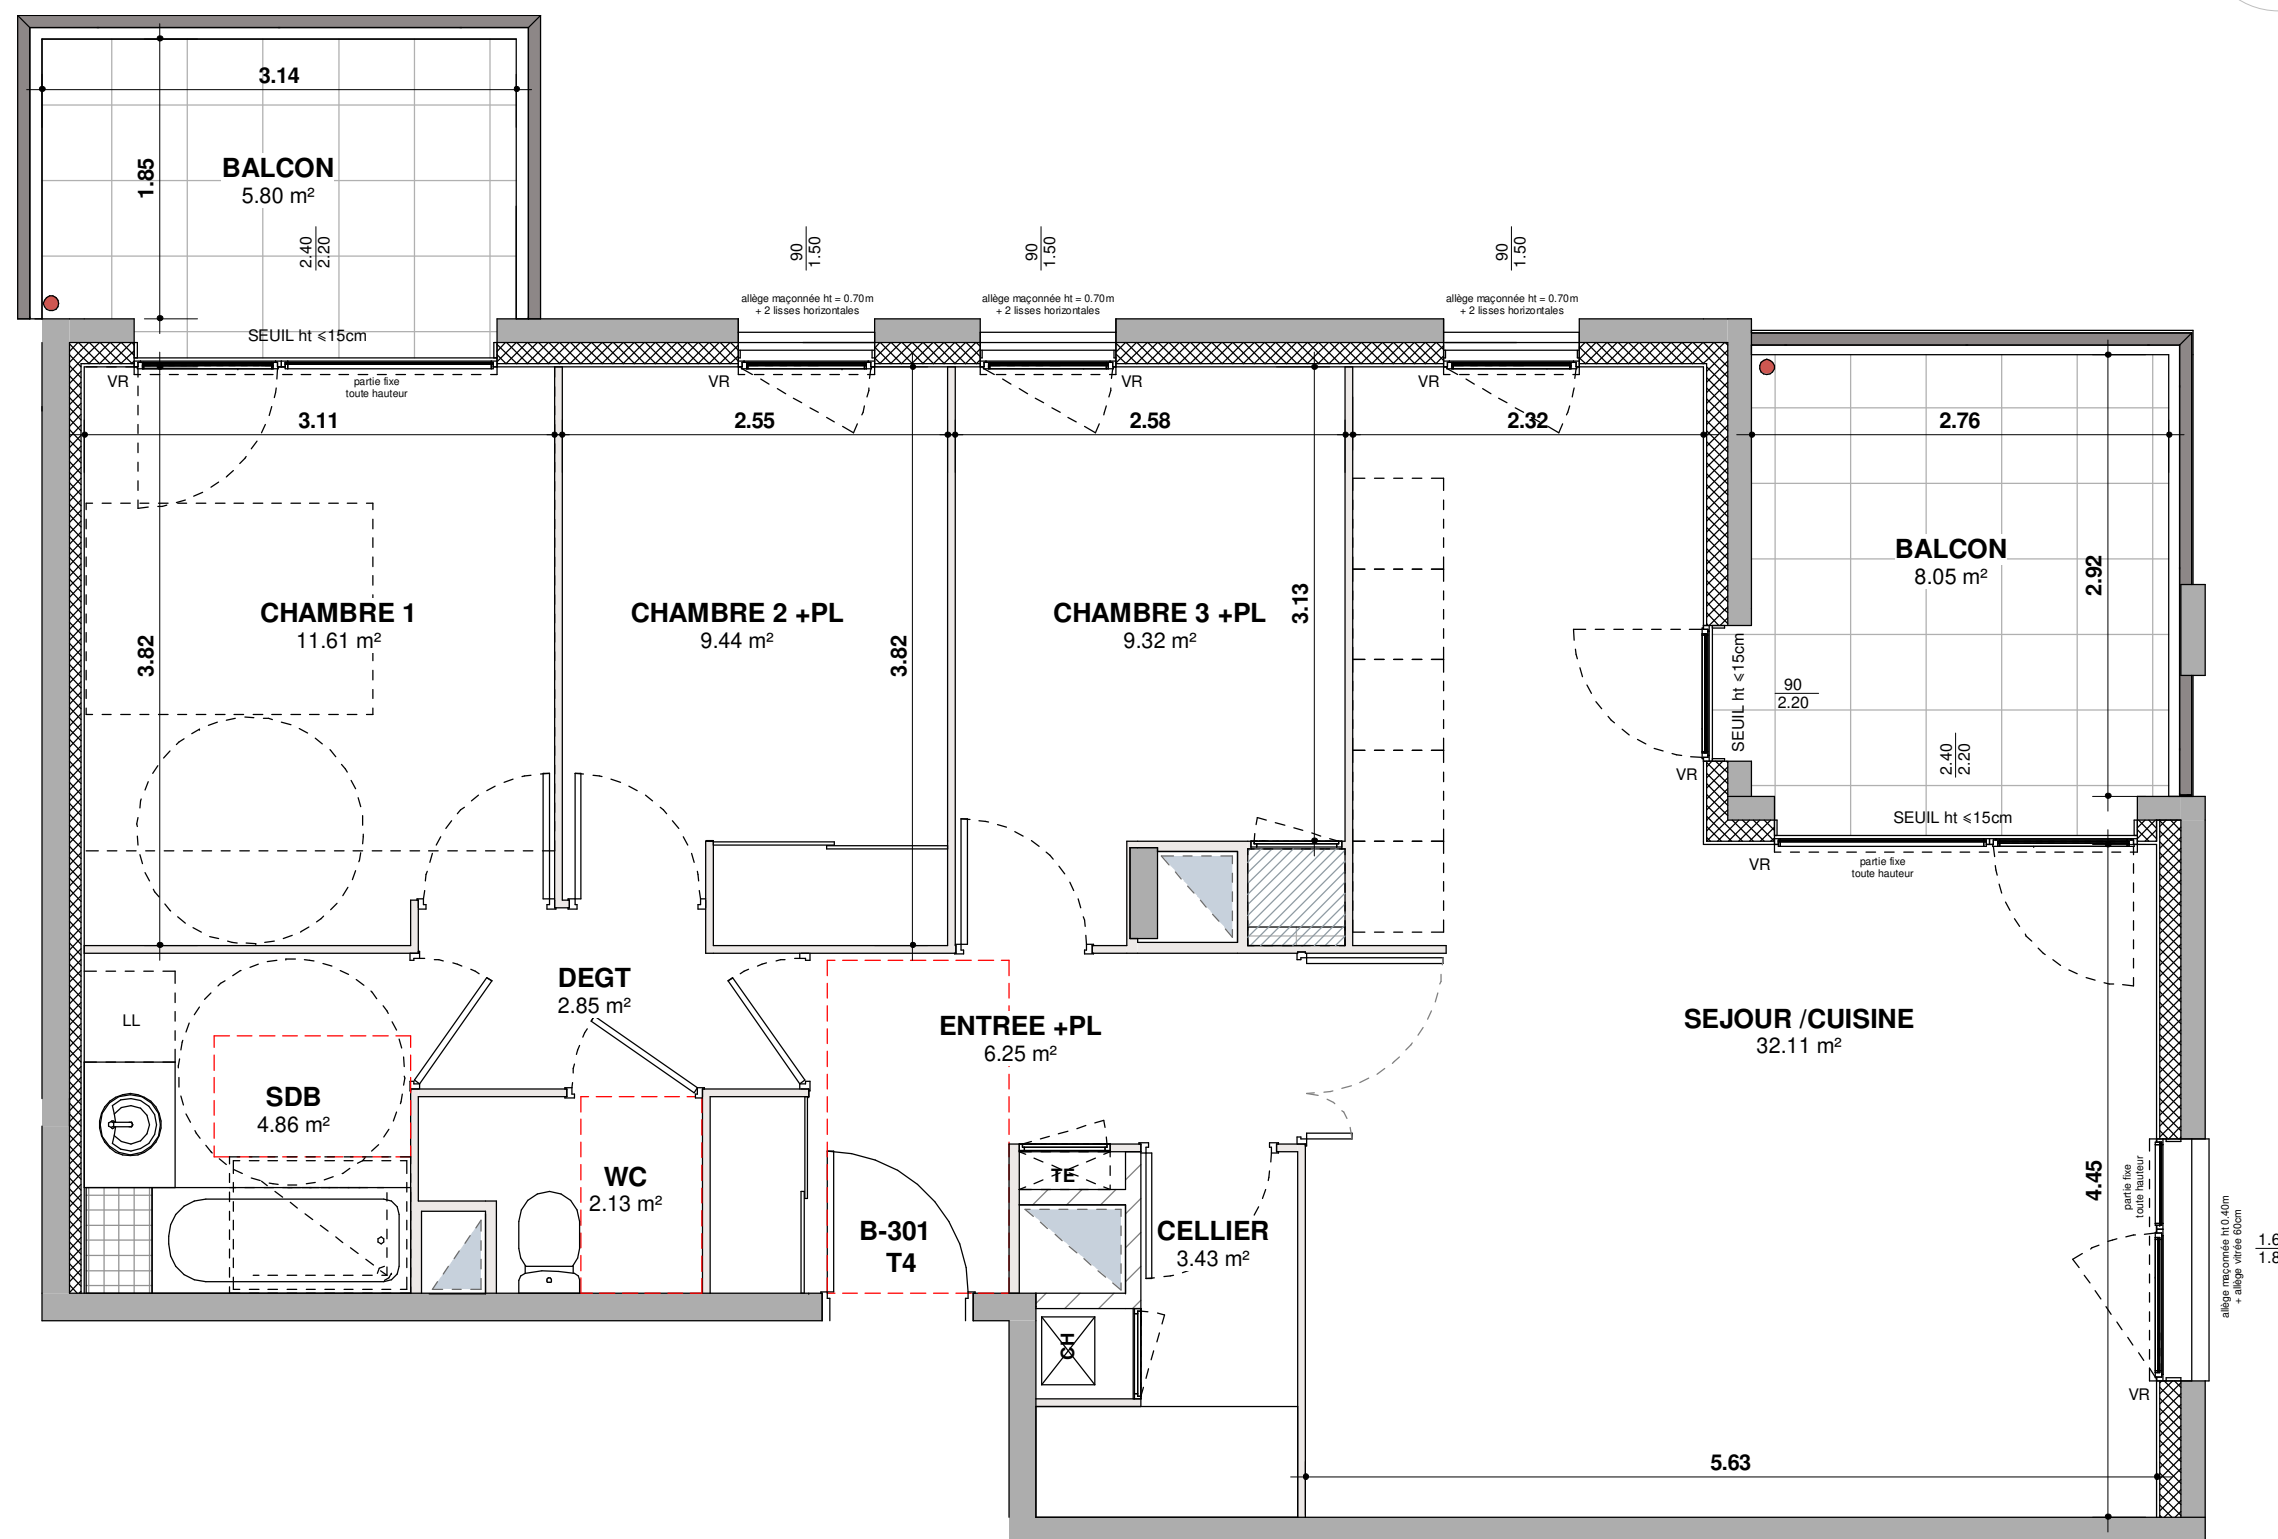 3.14
BALCON
5.80 m²
1.85
2.40
2.20
SEUIL ht ⩽15cm
90
1.50
90
1.50
90
1.50
allège maçonnée ht = 0.70m
+ 2 lisses horizontales
allège maçonnée ht = 0.70m
+ 2 lisses horizontales
allège maçonnée ht = 0.70m
+ 2 lisses horizontales
VR
partie fixe
toute hauteur
VR
VR
VR
3.11
2.55
2.58
2.32
2.76
BALCON
8.05 m²
2.92
CHAMBRE 1
11.61 m²
3.82
CHAMBRE 2 +PL
9.44 m²
3.82
CHAMBRE 3 +PL
9.32 m²
3.13
SEUIL ht ⩽15cm
90
2.20
2.40
2.20
VR
SEUIL ht ⩽15cm
VR
partie fixe
toute hauteur
DEGT
2.85 m²
LL
ENTREE +PL
6.25 m²
SEJOUR /CUISINE
32.11 m²
SDB
4.86 m²
WC
2.13 m²
TE
B-301
T4
CELLIER
3.43 m²
CH
4.45
partie fixe
toute hauteur
allège maçonnée ht 0.40m
+ allège vitrée 60cm
1.6
1.8
VR
5.63